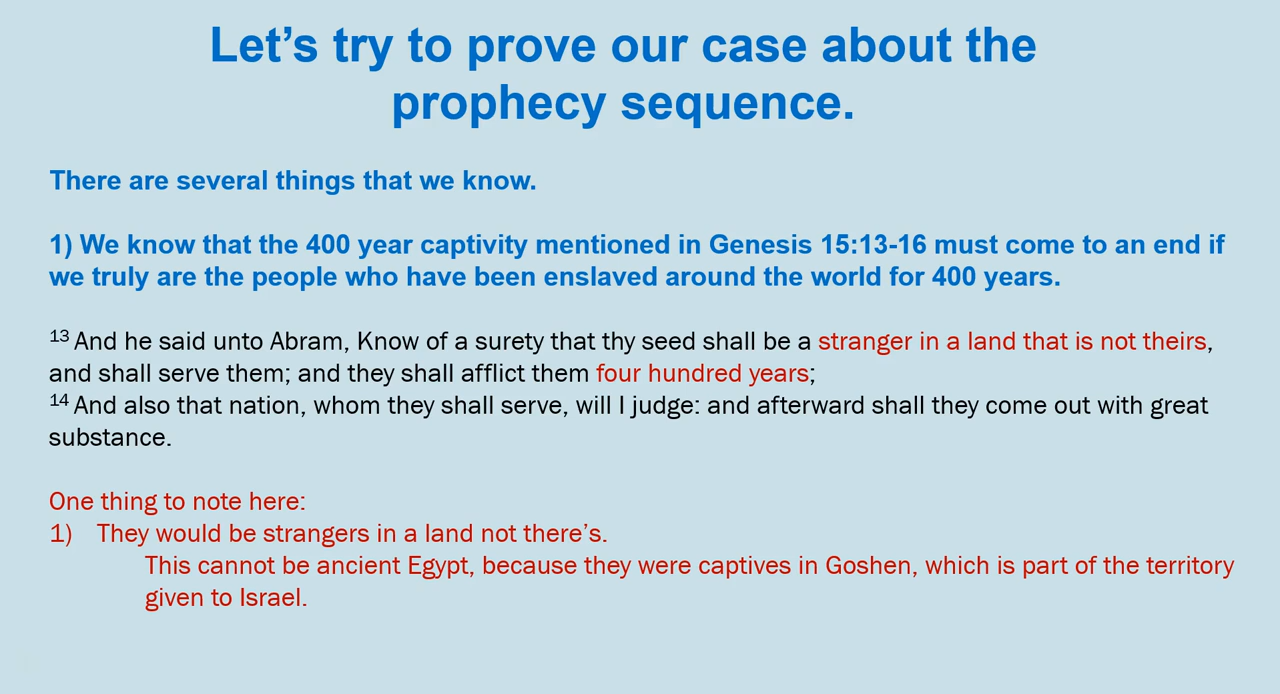 Let's try to prove our case about the
prophecy sequence.
There are several things that we know.
1) We know that the 400 year captivity mentioned in Genesis 15:13-16 must come to an end if
we truly are the people who have been enslaved around the world for 400 years.
13 And he said unto Abram, Know of a surety that thy seed shall be a stranger in a land that is not theirs,
and shall serve them; and they shall afflict them four hundred years;
14 And also that nation, whom they shall serve, will I judge: and afterward shall they come out with great
substance.
One thing to note here:
1) They would be strangers in a land not there's.
This cannot be ancient Egypt, because they were captives in Goshen, which is part of the territory
given to Israel.